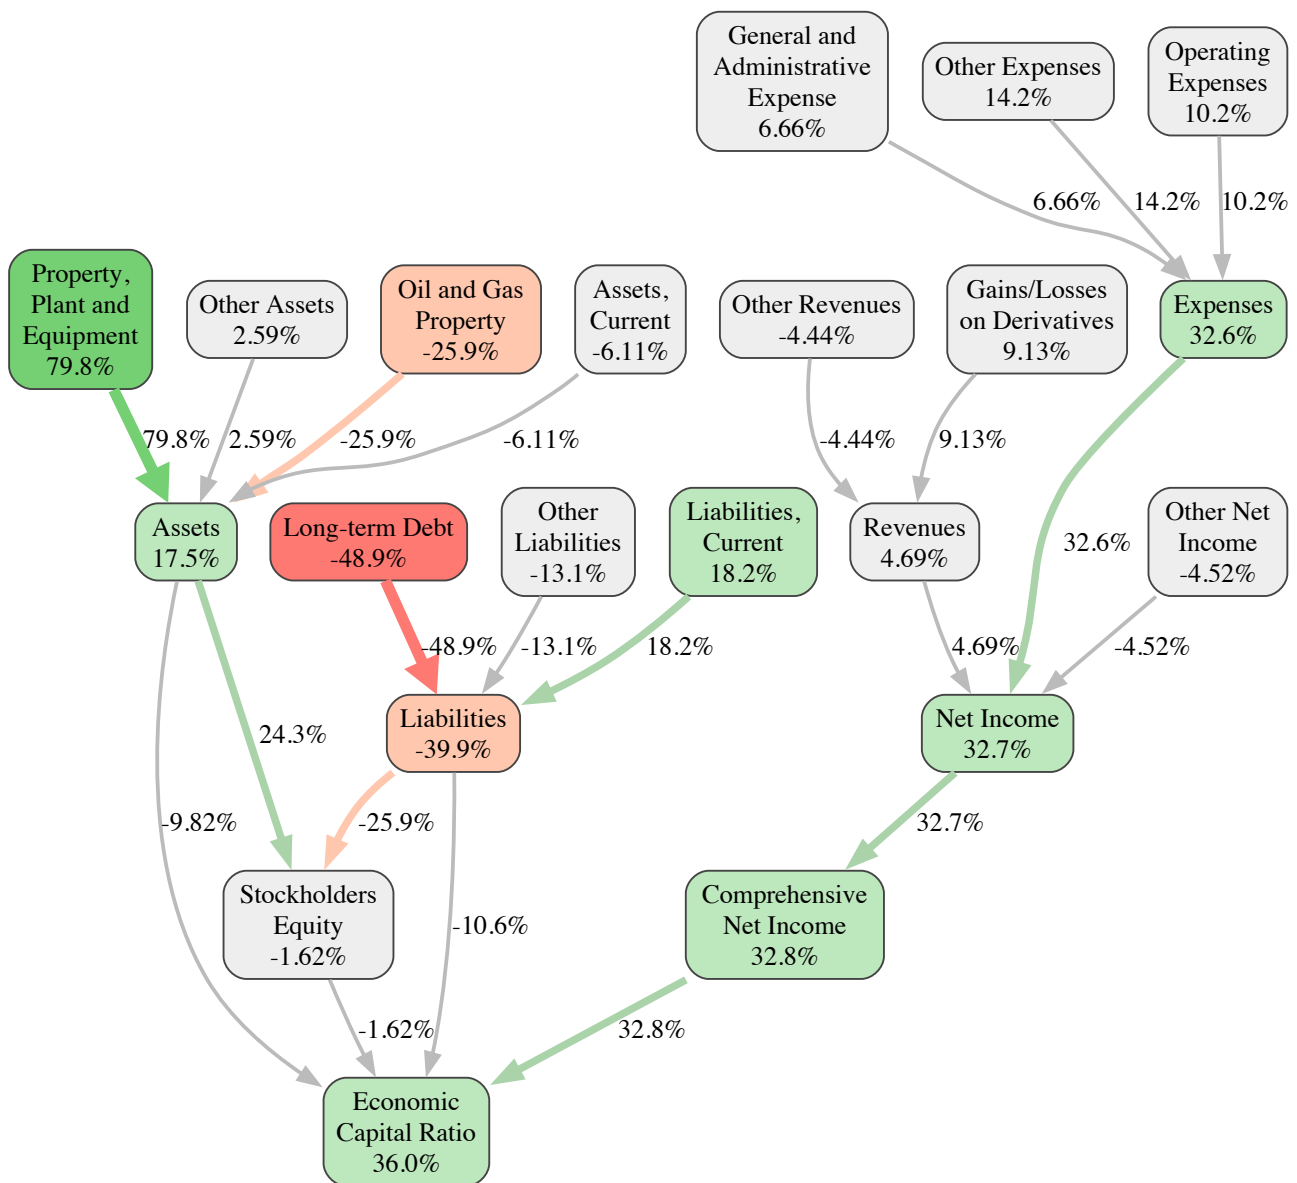 General and
Administrative
Expense
6.66%
Other Expenses
14.2%
Operating
Expenses
10.2%
6.66%
14.2%
10.2%
Property,
Plant and
Equipment
79.8%
Other Assets
2.59%
Oil and Gas
Property
-25.9%
Assets,
Current
-6.11%
Other Revenues
-4.44%
Gains/Losses
on Derivatives
9.13%
Expenses
32.6%
79.8%
2.59%
-25.9%
-6.11%
-4.44%
9.13%
Assets
17.5%
Long-term Debt
-48.9%
Other
Liabilities
-13.1%
Liabilities,
Current
18.2%
Revenues
4.69%
32.6%
Other Net
Income
-4.52%
-48.9%
-13.1%
18.2%
4.69%
-4.52%
24.3%
Liabilities
-39.9%
Net Income
32.7%
-9.82%
-25.9%
32.7%
Stockholders
Equity
-1.62%
-10.6%
Comprehensive
Net Income
32.8%
-1.62%
32.8%
Economic
Capital Ratio
36.0%